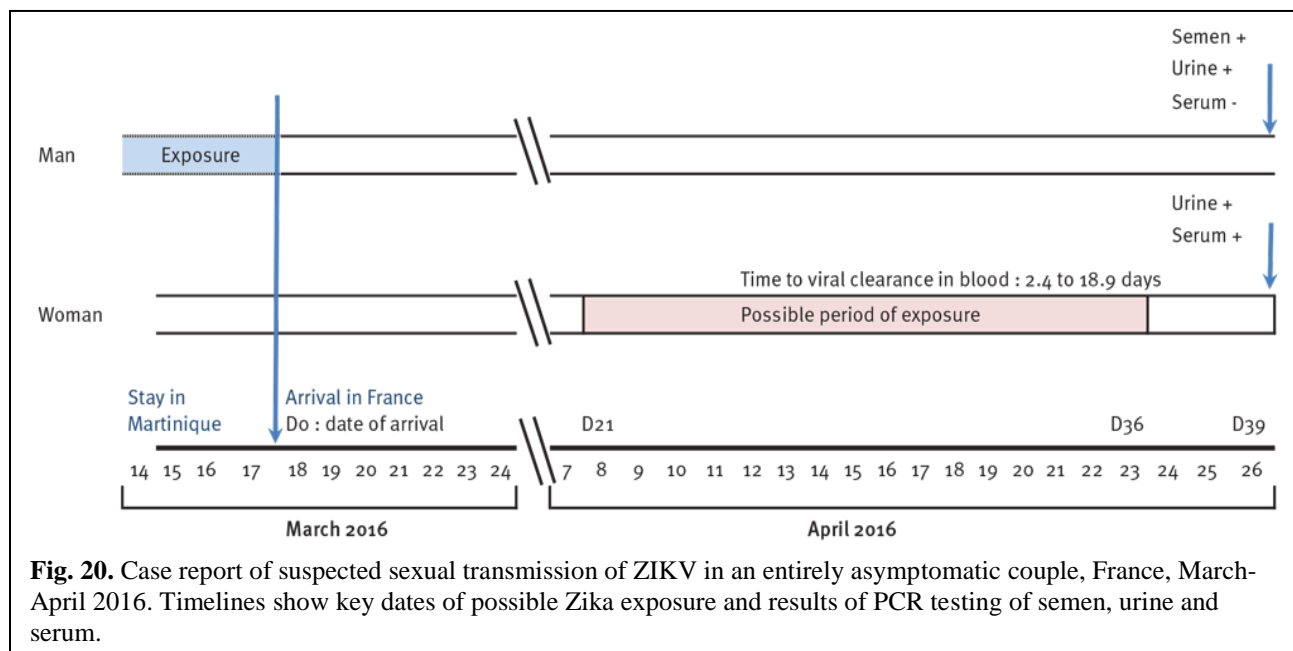 Semen +
Urine +
Serum -
Man
Exposure
Urine +
Serum +
Time to viral clearance in blood : 2.4 to 18.9 days
Woman
Possible period of exposure
Stay in
Martinique
Arrival in France
Do : date of arrival
D21
D36
D39
14 15 16 17 18 19 20 21 22 23 24 7 8 9 10 11 12 13 14 15 16 17 18 19 20 21 22 23 24 25 26
March 2016
April 2016
Fig. 20. Case report of suspected sexual transmission of ZIKV in an entirely asymptomatic couple, France, March-
April 2016. Timelines show key dates of possible Zika exposure and results of PCR testing of semen, urine and
serum.